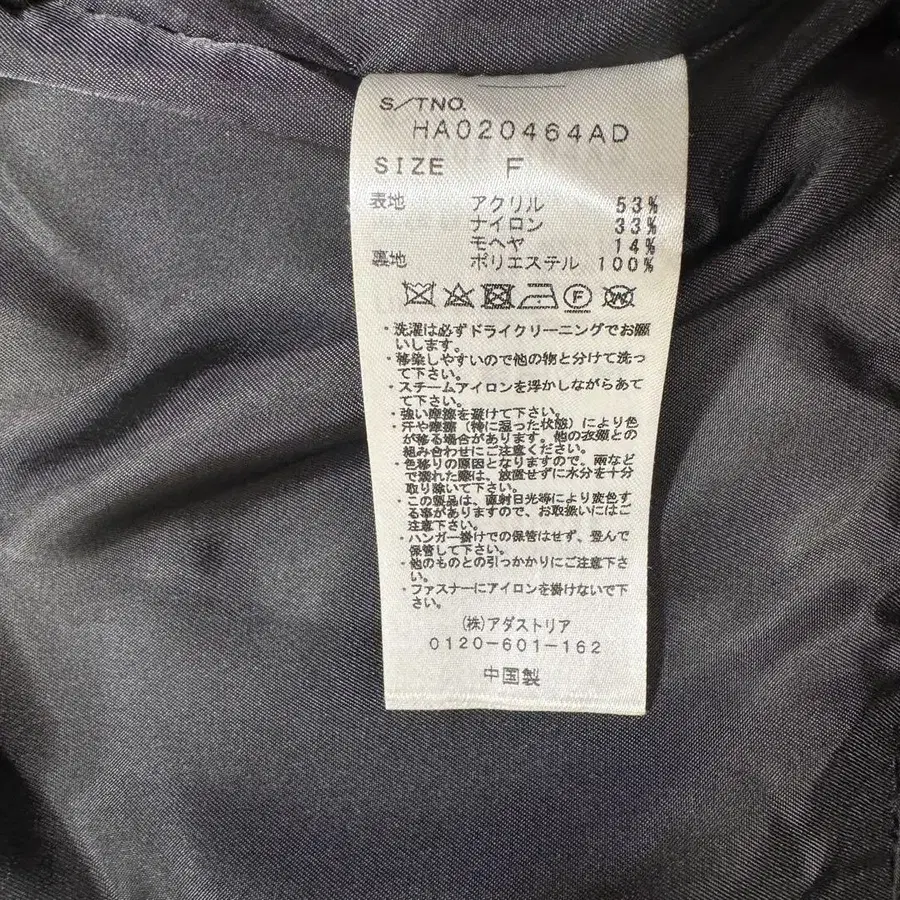 S/TNO.
HA020464AD
SIZE F
表地 アクリル 53%
ナイロン 33%
モヘヤ 14%
裏地 ポリエステル 100%
F W
・洗濯は必ずドライクリーニングでお願
いします。
・移染しやすいので他の物と分けて洗っ
て下さい。
・スチームアイロンを浮かしながらあて
て下さい。
・強い摩擦を避けて下さい。
・汗や摩擦（特に湿った状態）により色
が移る場合があります。他の衣類との
組み合わせにご注意ください。
・色移りの原因となりますので、雨など
で濡れた際は、放置せずに水分を十分
取り除いて下さい。
・この製品は、直射日光等により変色す
る事がありますので、お取扱いにはご
注意下さい。
・ハンガー掛けでの保管はせず、畳んで
保管して下さい。
・他のものとの引っかかりにご注意下さ
い。
・ファスナーにアイロンを掛けないで下
さい。
(株)アダストリア
0120-601-162
中国製